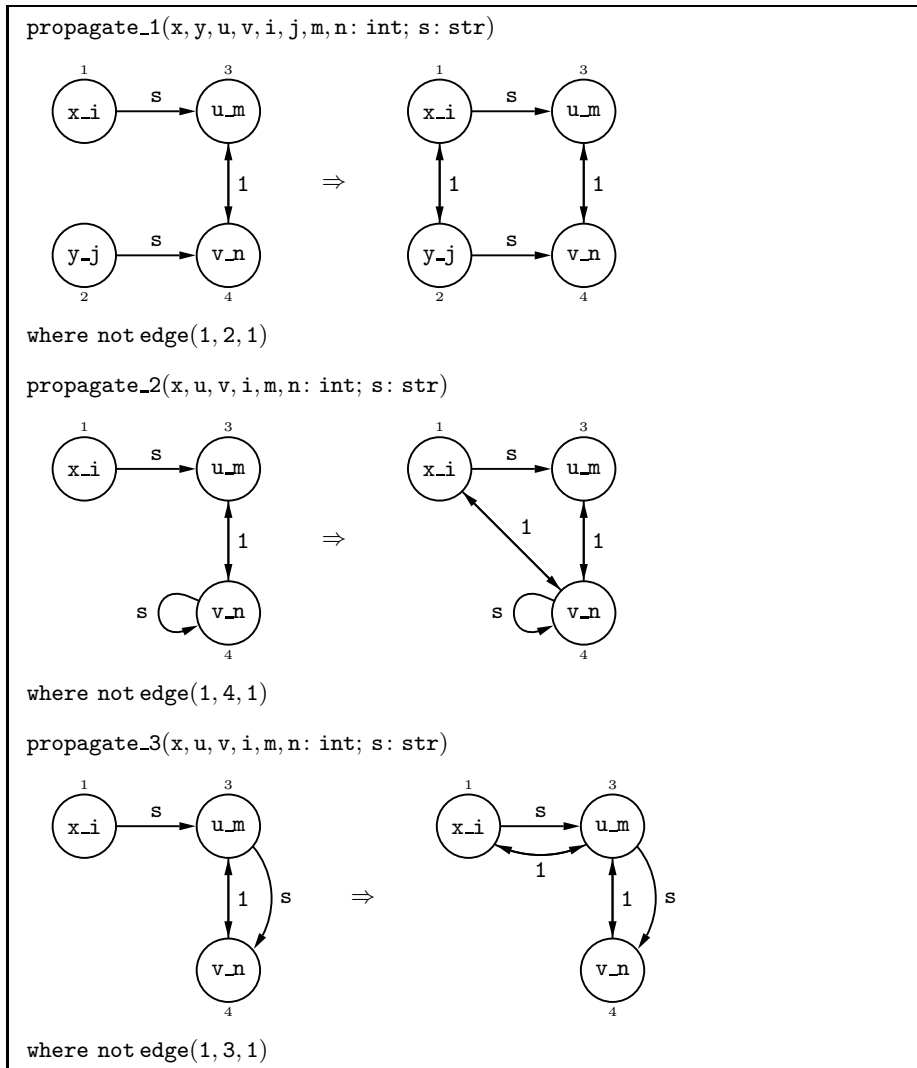 propagate_1(x, y, u, v, i, j, m, n: int; s: str)
1 3 1 3
x_i s u_m x_i s u_m
1 ⇒ 1 1
y_j s v_n y_j s v_n
2 4 2 4
where not edge(1, 2, 1)
propagate_2(x, u, v, i, m, n: int; s: str)
1 3 1 3
x_i s u_m x_i s u_m
1 ⇒ 1 1
s v_n s v_n
4 4
where not edge(1, 4, 1)
propagate_3(x, u, v, i, m, n: int; s: str)
1 3 1 3
x_i s u_m x_i s u_m
1 s ⇒ 1 1 s
v_n v_n
4 4
where not edge(1, 3, 1)